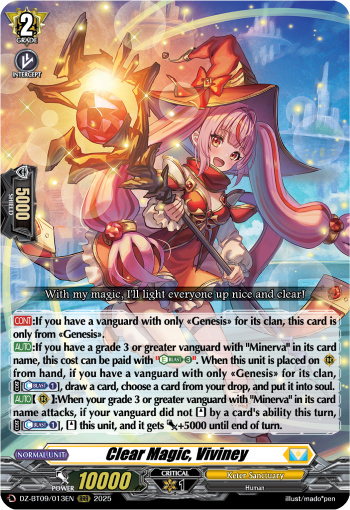 2
GRADE
INTERCEPT
5000
SHIELD
With my magic, I'll light everyone up nice and clear!
CONT:If you have a vanguard with only «Genesis» for its clan, this card is
only from «Genesis».
AUTO:If you have a grade 3 or greater vanguard with "Minerva" in its card
name, this cost can be paid with "BLAST 3". When this unit is placed on
from hand, if you have a vanguard with only «Genesis» for its clan,
BLAST 1], draw a card, choose a card from your drop, and put it into soul.
AUTO【 】:When your grade 3 or greater vanguard with "Minerva" in its card
name attacks, if your vanguard did not [ ] by a card's ability this turn,
BLAST 1], [ ] this unit, and it gets +5000 until end of turn.
NORMAL UNIT
Clear Magic, Viviney
POWER
10000
CRITICAL
1
Keter Sanctuary
Human
DZ-BT09/013EN RRR 2025
illust/mado*pen